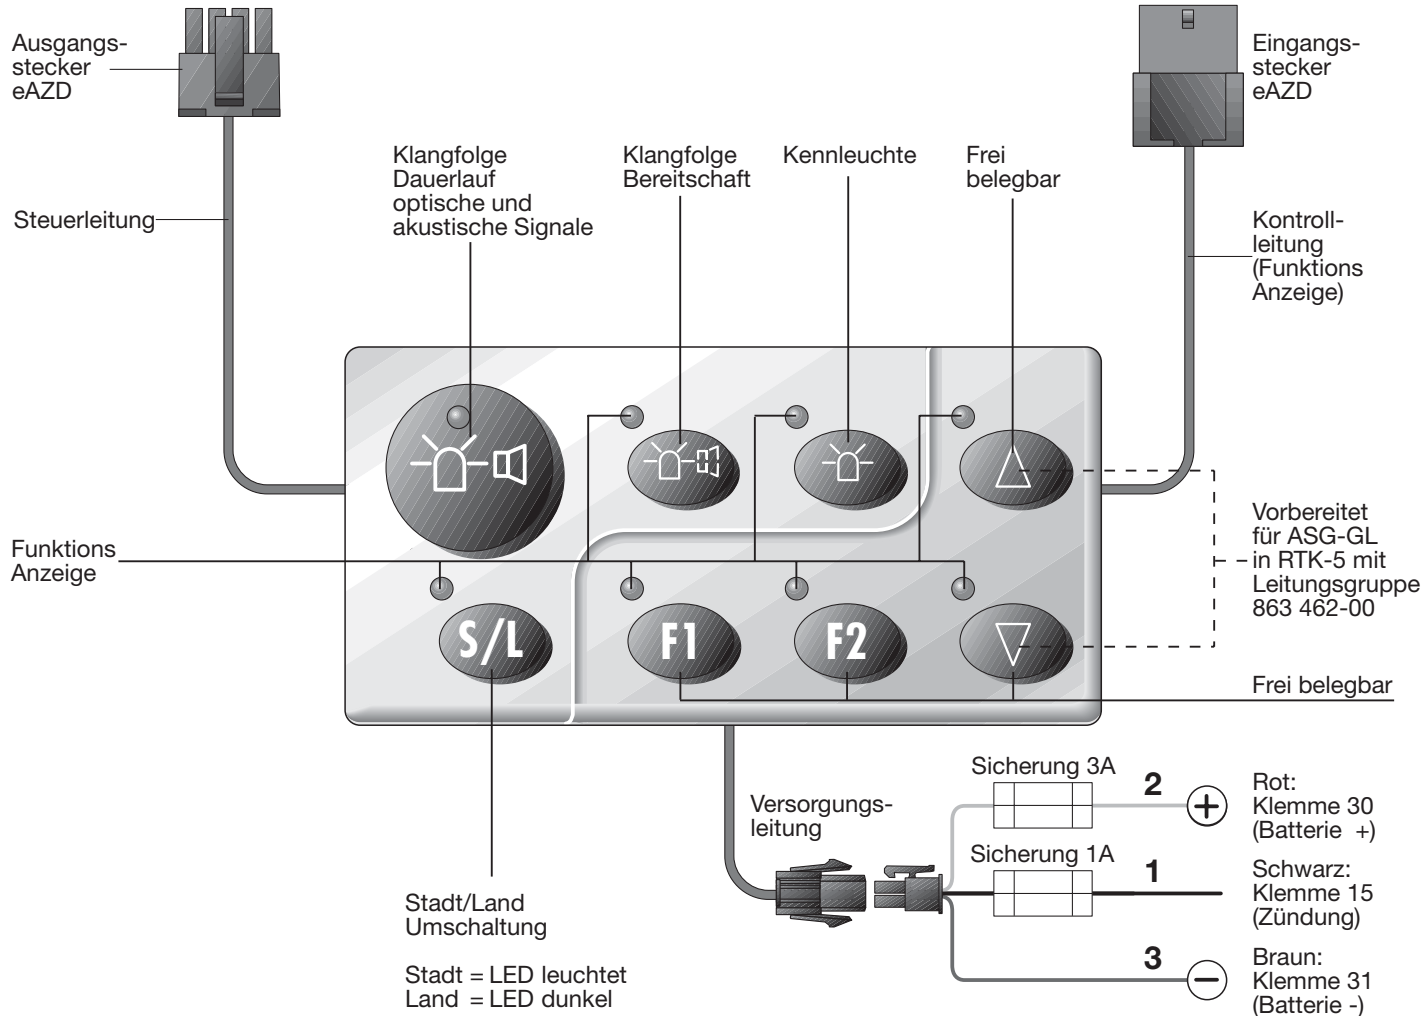 Ausgangs-
stecker
eAZD
Eingangs-
stecker
eAZD
Klangfolge
Dauerlauf
optische und
akustische Signale
Klangfolge
Bereitschaft
Kennleuchte
Frei
belegbar
Steuerleitung
Kontroll-
leitung
(Funktions
Anzeige)
Funktions
Anzeige
Vorbereitet
für ASG-GL
in RTK-5 mit
Leitungsgruppe
863 462-00
S/L
F1
F2
Frei belegbar
Versorgungs-
leitung
Sicherung 3A
2
+
Rot:
Klemme 30
(Batterie +)
Sicherung 1A
1
Schwarz:
Klemme 15
(Zündung)
3
−
Braun:
Klemme 31
(Batterie -)
Stadt/Land
Umschaltung
Stadt = LED leuchtet
Land = LED dunkel